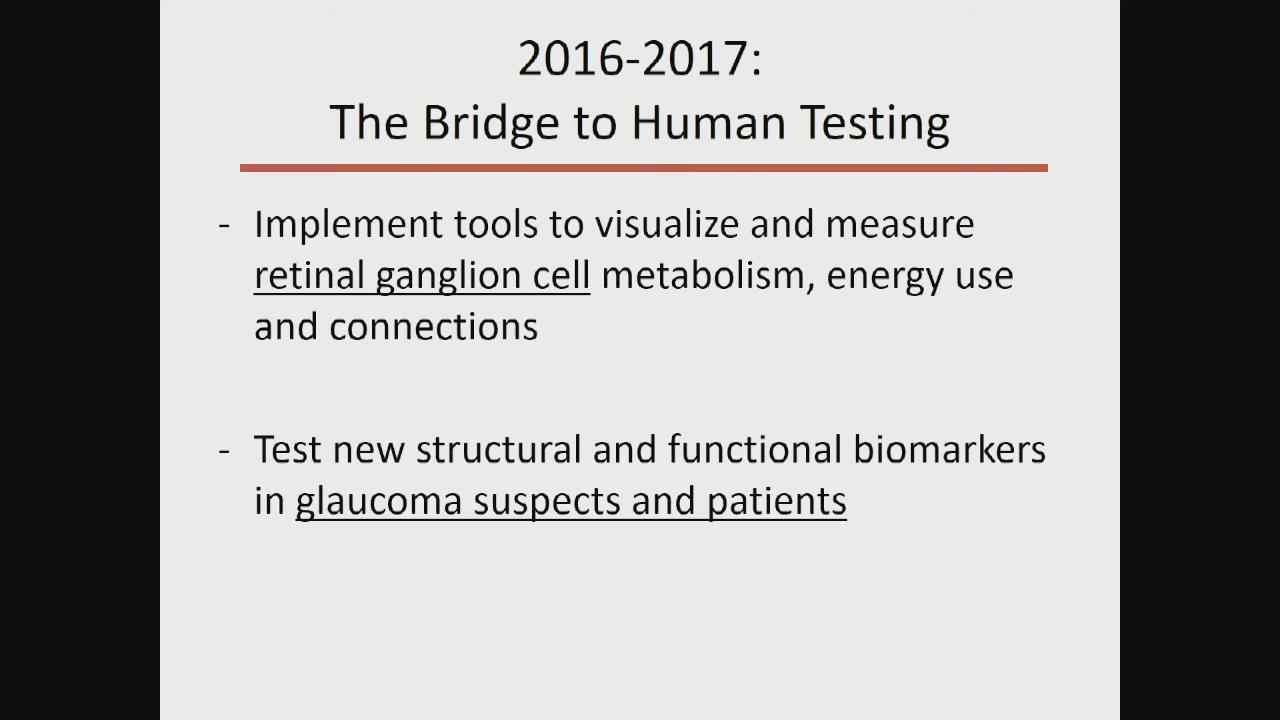 2016-2017:
The Bridge to Human Testing
- Implement tools to visualize and measure
retinal ganglion cell metabolism, energy use
and connections
- Test new structural and functional biomarkers
in glaucoma suspects and patients